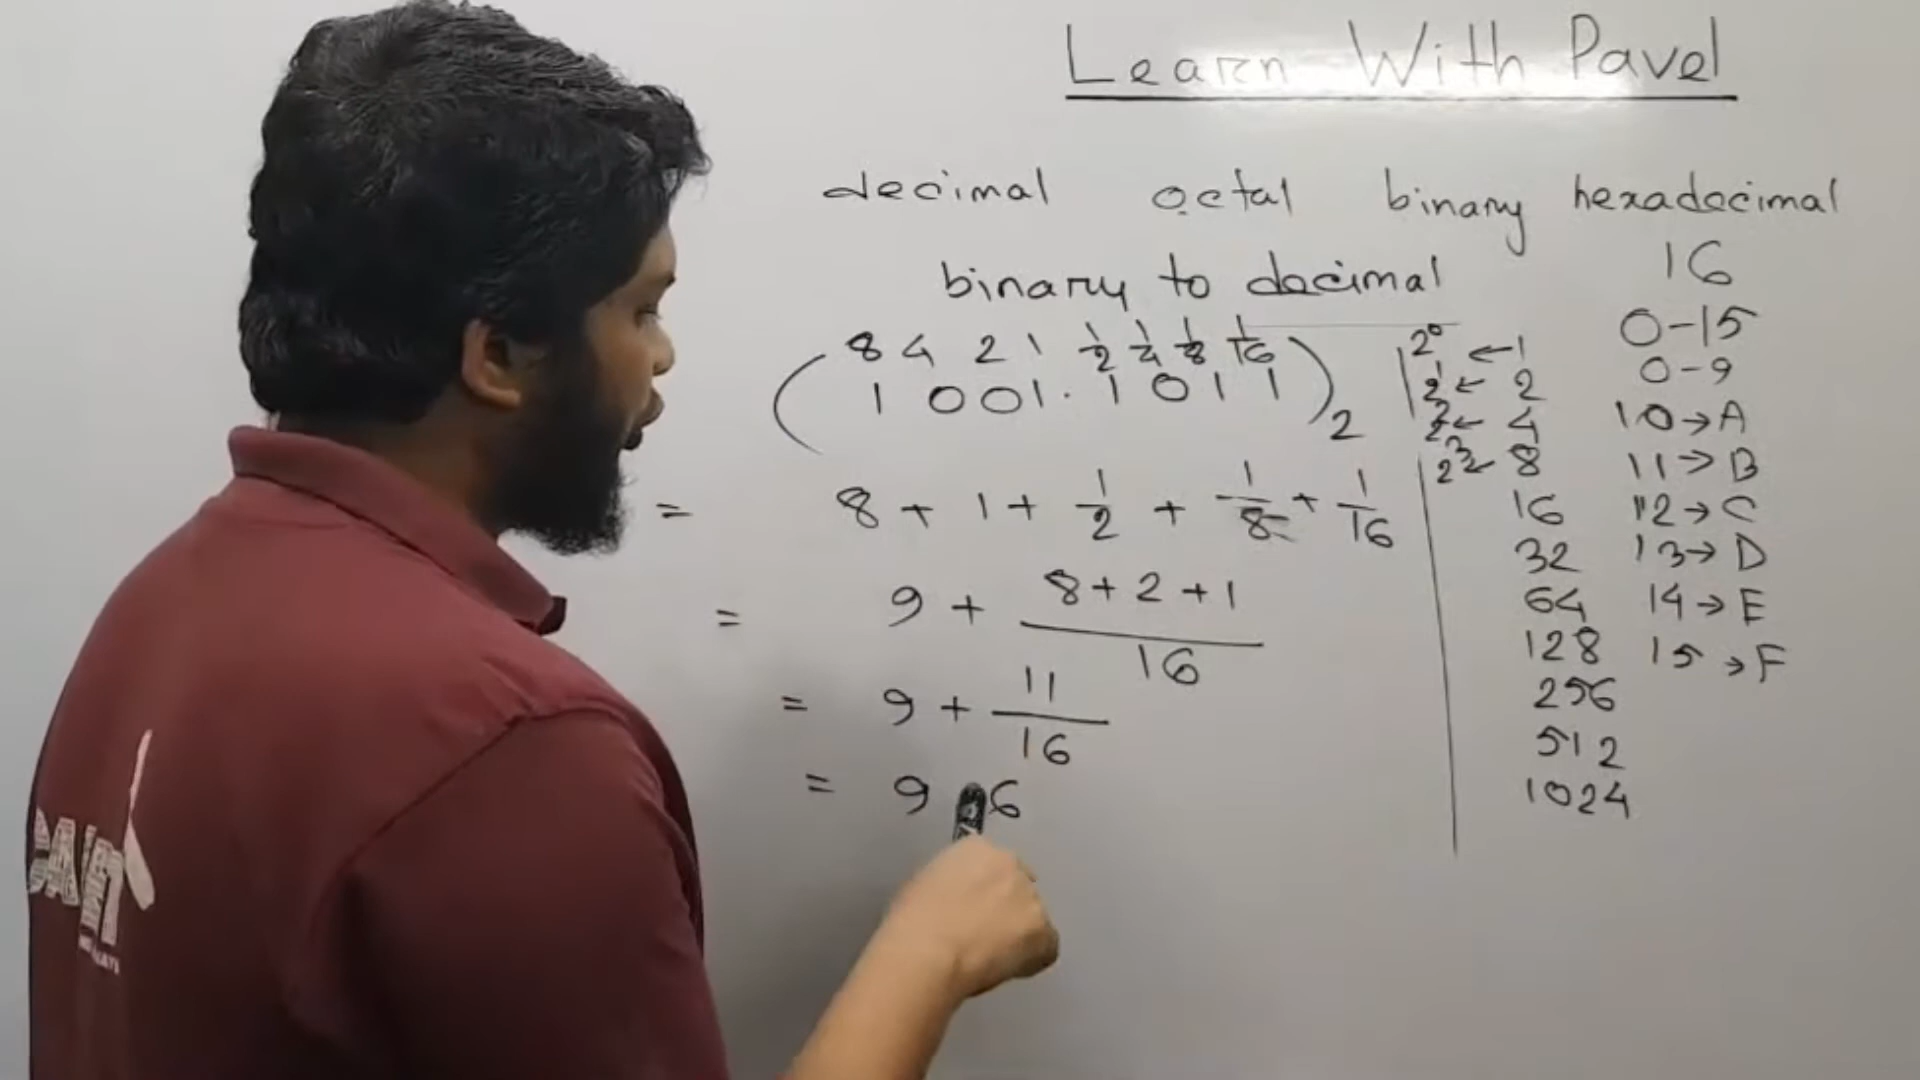 Learn With Pavel
decimal octal binary hexadecimal
16
binary to decimal
0-15
8 4 2 1 1/2 1/4 1/8 1/16
2⁰ ← 1
0-9
(1001.1011)₂
2¹ ← 2
10→A
2² ← 4
11→B
2³ ← 8
= 8 + 1 + 1/2 + 1/8 + 1/16
16
12→C
32
13→D
= 9 + (8+2+1)/16
64
14→E
128
15→F
= 9 + 11/16
256
512
= 9 6
1024